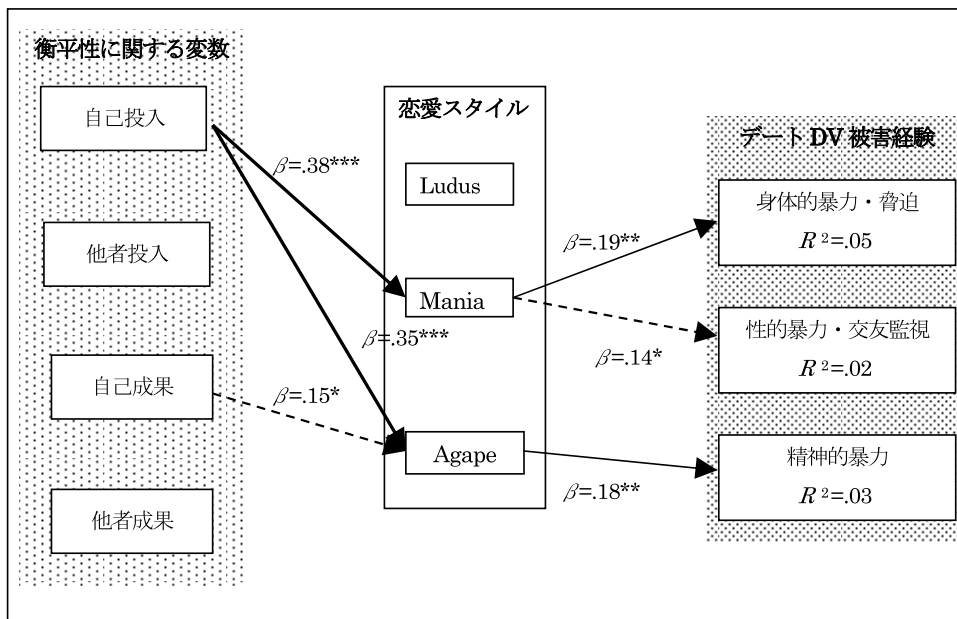 衡平性に関する変数
自己投入
他者投入
自己成果
他者成果
β=.38***
β=.35***
β=.15*
恋愛スタイル
Ludus
Mania
Agape
β=.19**
β=.14*
β=.18**
デート DV 被害経験
身体的暴力・脅迫
R²=.05
性的暴力・交友監視
R²=.02
精神的暴力
R²=.03